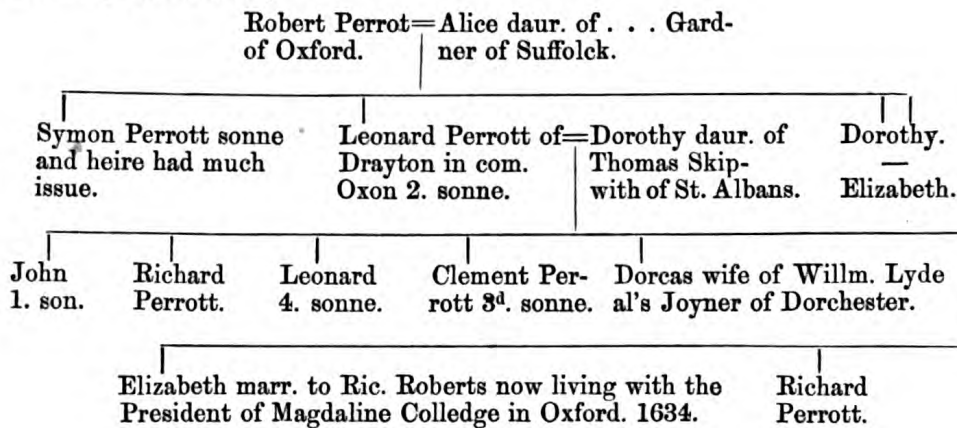 Robert Perrot=Alice daur. of . . . Gard-
of Oxford. ner of Suffolck.
Symon Perrott sonne
and heire had much
issue.
Leonard Perrott of=Dorothy daur. of
Drayton in com. Thomas Skip-
Oxon 2. sonne. with of St. Albans.
Dorothy.
—
Elizabeth.
John
1. son.
Richard
Perrott.
Leonard
4. sonne.
Clement Per-
rott 3d. sonne.
Dorcas wife of Willm. Lyde
al's Joyner of Dorchester.
Elizabeth marr. to Ric. Roberts now living with the
President of Magdaline Colledge in Oxford. 1634.
Richard
Perrott.